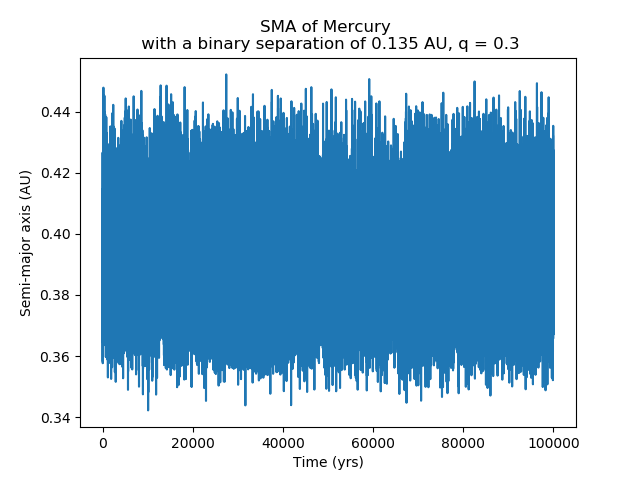 SMA of Mercury
with a binary separation of 0.135 AU, q = 0.3
Semi-major axis (AU)
0.44
0.42
0.40
0.38
0.36
0.34
0 20000 40000 60000 80000 100000
Time (yrs)